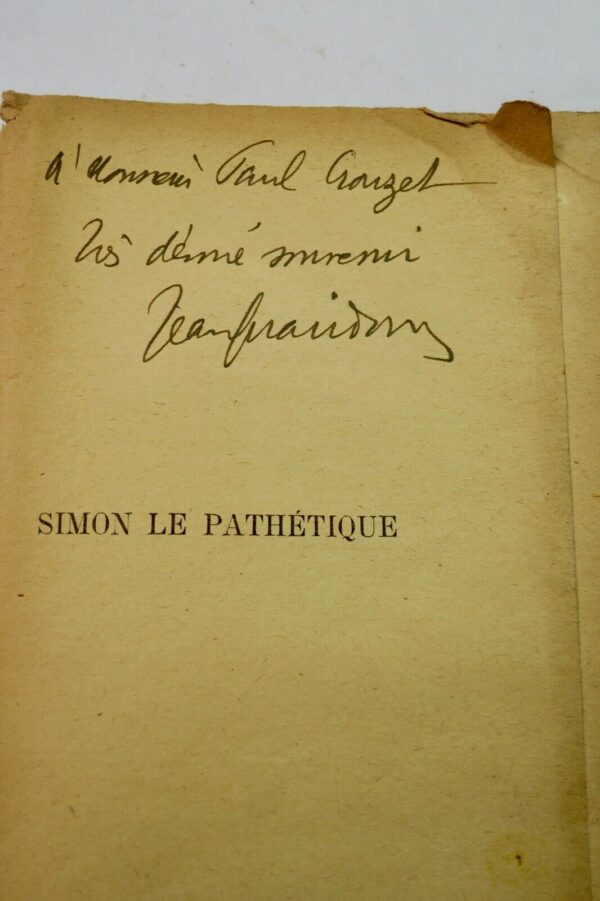 à Monsieur Paul Crouzet
très dévoué souvenir
Jean Giraudoux
SIMON LE PATHÉTIQUE